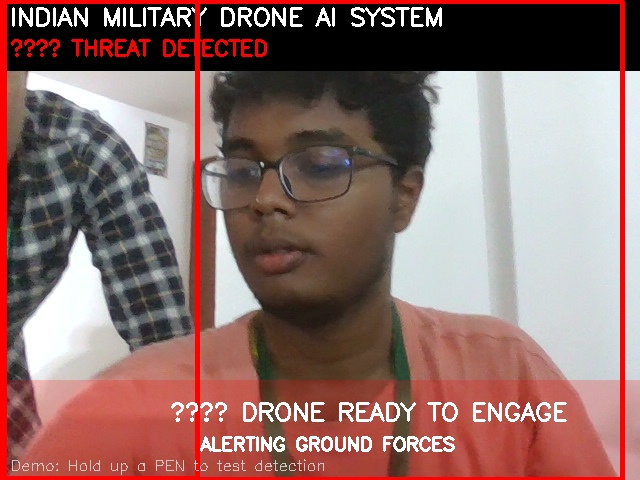 INDIAN MILITARY DRONE AI SYSTEM
???? THREAT DETECTED
???? DRONE READY TO ENGAGE
ALERTING GROUND FORCES
Demo: Hold up a PEN to test detection